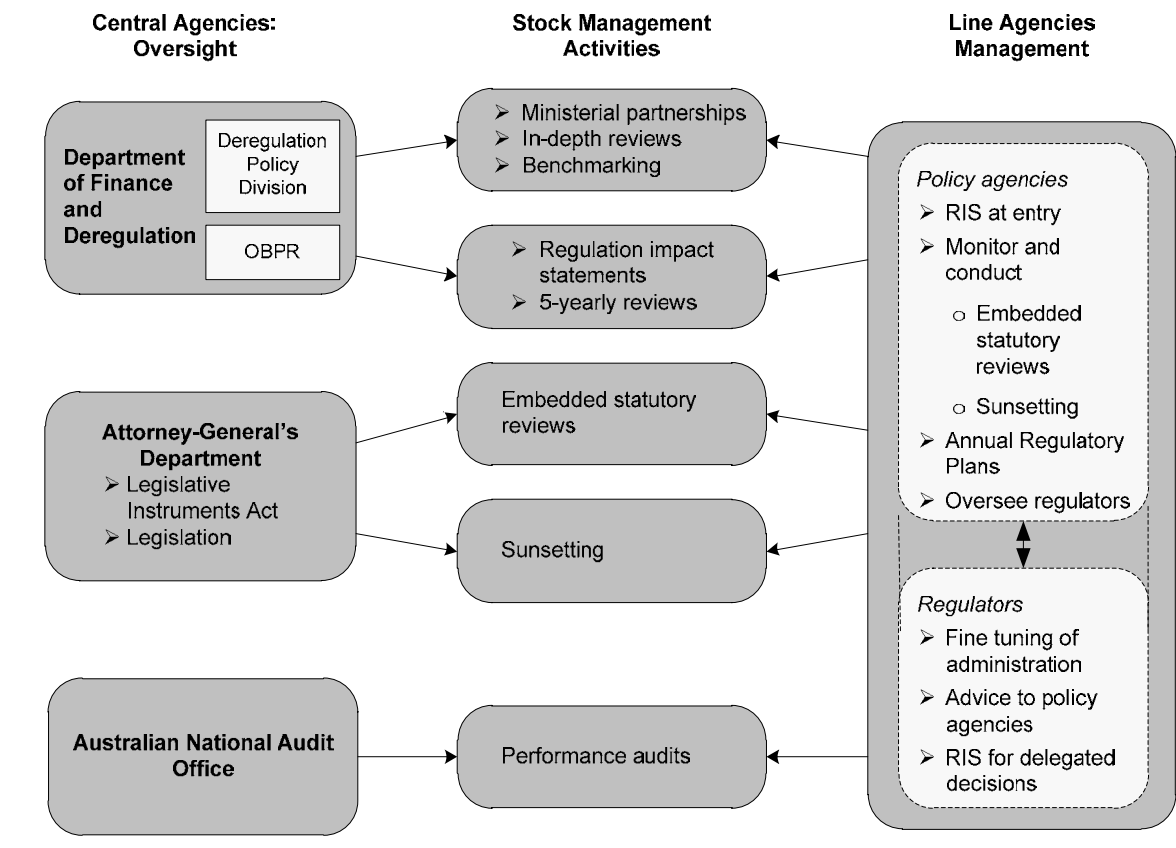 Central Agencies:
Oversight
Stock Management
Activities
Line Agencies
Management
Department
of Finance
and
Deregulation
Deregulation
Policy
Division
OBPR
➢ Ministerial partnerships
➢ In-depth reviews
➢ Benchmarking
➢ Regulation impact
statements
➢ 5-yearly reviews
Attorney-General's
Department
➢ Legislative
Instruments Act
➢ Legislation
Embedded statutory
reviews
Sunsetting
Australian National Audit
Office
Performance audits
Policy agencies
➢ RIS at entry
➢ Monitor and
conduct
o Embedded
statutory
reviews
o Sunsetting
➢ Annual Regulatory
Plans
➢ Oversee regulators
Regulators
➢ Fine tuning of
administration
➢ Advice to policy
agencies
➢ RIS for delegated
decisions